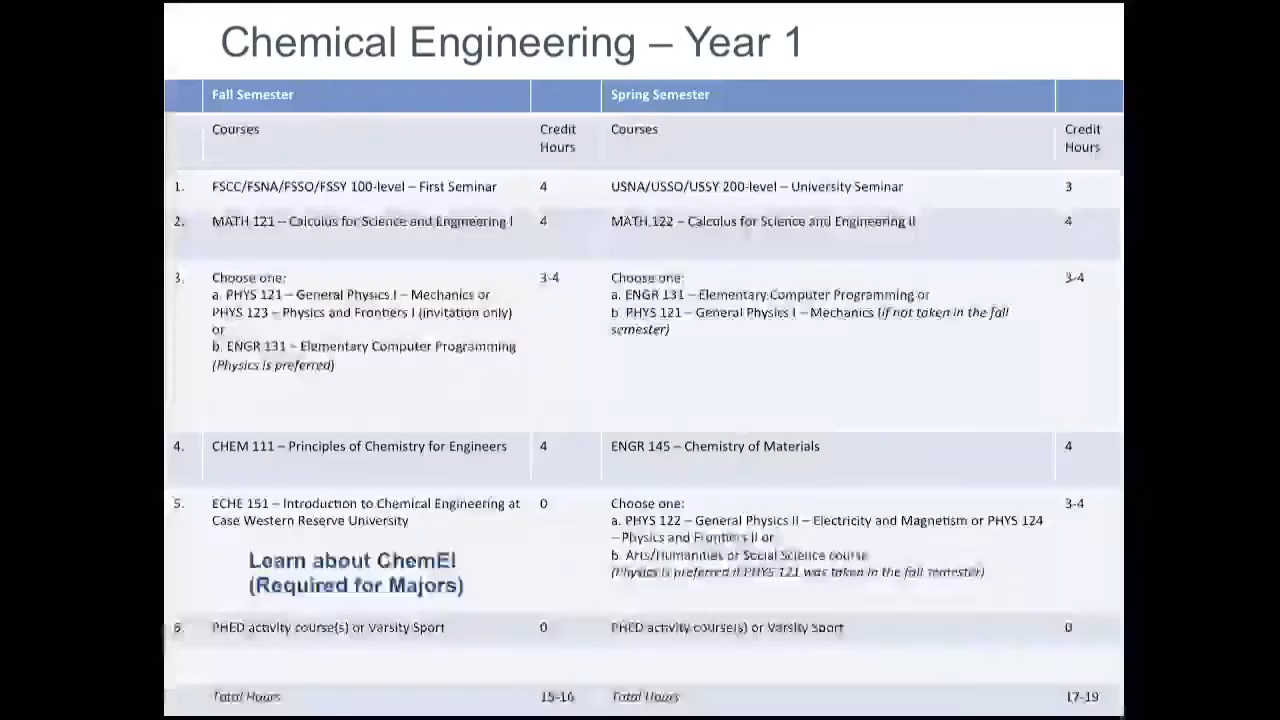 Chemical Engineering – Year 1
Fall Semester Spring Semester
Courses Credit Hours Courses Credit Hours
1. FSCC/FSNA/FSSO/FSSY 100-level – First Seminar 4 USNA/USSO/USSY 200-level – University Seminar 3
2. MATH 121 – Calculus for Science and Engineering I 4 MATH 122 – Calculus for Science and Engineering II 4
3. Choose one: 3-4 Choose one: 3-4
a. PHYS 121 – General Physics I – Mechanics or a. ENGR 131 – Elementary Computer Programming or
PHYS 123 – Physics and Frontiers I (invitation only) b. PHYS 121 – General Physics I – Mechanics (if not taken in the fall
or semester)
b. ENGR 131 – Elementary Computer Programming
(Physics is preferred)
4. CHEM 111 – Principles of Chemistry for Engineers 4 ENGR 145 – Chemistry of Materials 4
5. ECHE 151 – Introduction to Chemical Engineering at 0 Choose one: 3-4
Case Western Reserve University a. PHYS 122 – General Physics II – Electricity and Magnetism or PHYS 124
– Physics and Frontiers II or
Learn about ChemE! b. Arts/Humanities or Social Science course
(Required for Majors) (Physics is preferred if PHYS 121 was taken in the fall semester)
6. PHED activity course(s) or Varsity Sport 0 PHED activity course(s) or Varsity Sport 0
Total Hours 15-16 Total Hours 17-19